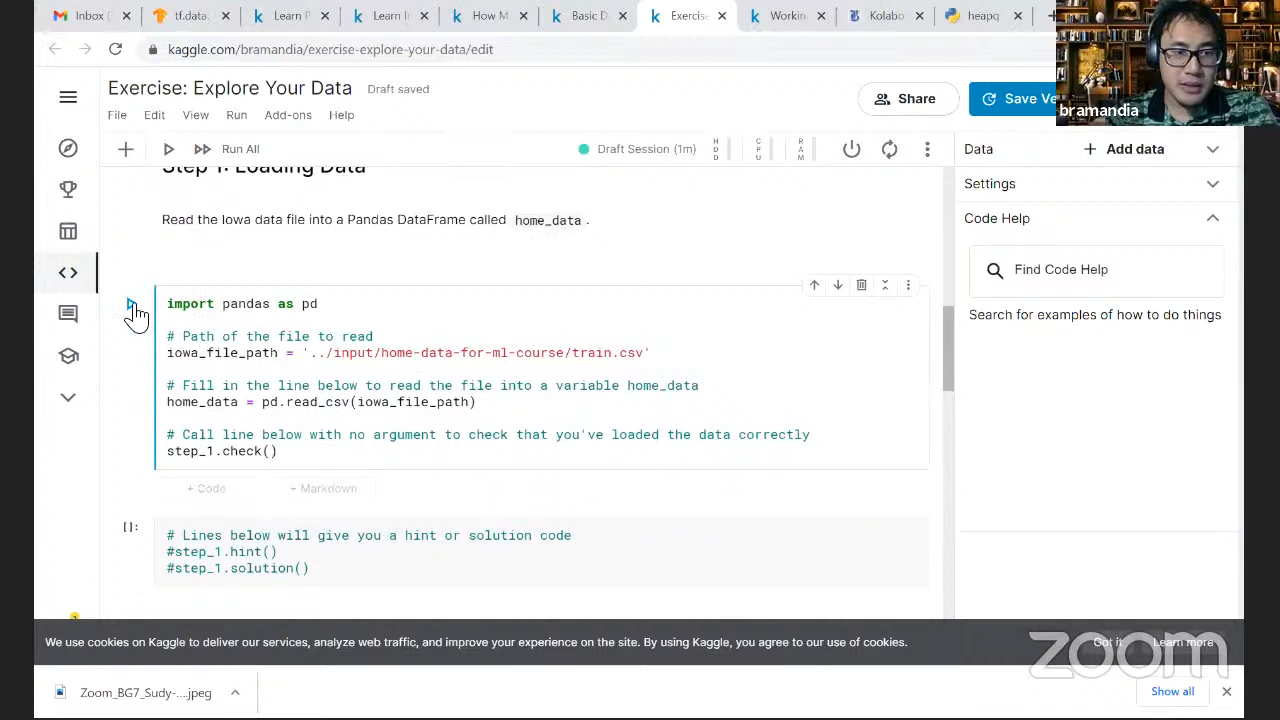 M Inbox (
tf.data.
Learn P
Learn In
How M
Basic D
Exercise
Workin
Kolabo
heapq
kaggle.com/bramandia/exercise-explore-your-data/edit
bramandia
Exercise: Explore Your Data
Draft saved
Share
Save Ve
File
Edit
View
Run
Add-ons
Help
Run All
Draft Session (1m)
HDD
CPU
RAM
Data
Add data
Settings
Code Help
Find Code Help
Search for examples of how to do things
Step 1: Loading Data
Read the Iowa data file into a Pandas DataFrame called home_data.
import pandas as pd
# Path of the file to read
iowa_file_path = '../input/home-data-for-ml-course/train.csv'
# Fill in the line below to read the file into a variable home_data
home_data = pd.read_csv(iowa_file_path)
# Call line below with no argument to check that you've loaded the data correctly
step_1.check()
+ Code
+ Markdown
[]:
# Lines below will give you a hint or solution code
#step_1.hint()
#step_1.solution()
We use cookies on Kaggle to deliver our services, analyze web traffic, and improve your experience on the site. By using Kaggle, you agree to our use of cookies.
Got it
Learn more
zoom
Zoom_BG7_Sudy-....jpeg
Show all